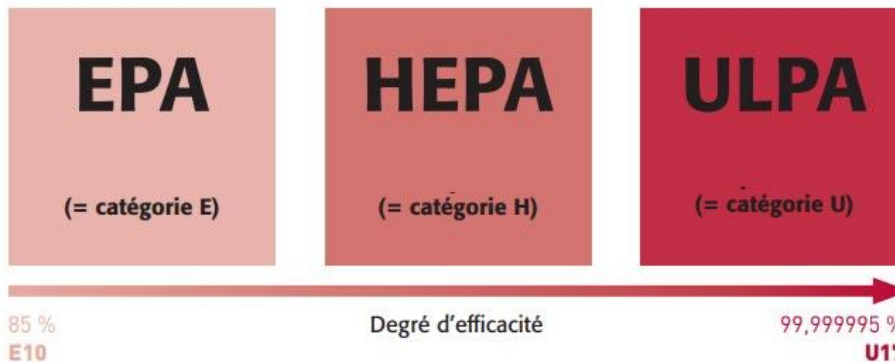 EPA
(= catégorie E)
HEPA
(= catégorie H)
ULPA
(= catégorie U)
85 %
Degré d'efficacité
99,999995 %
E10